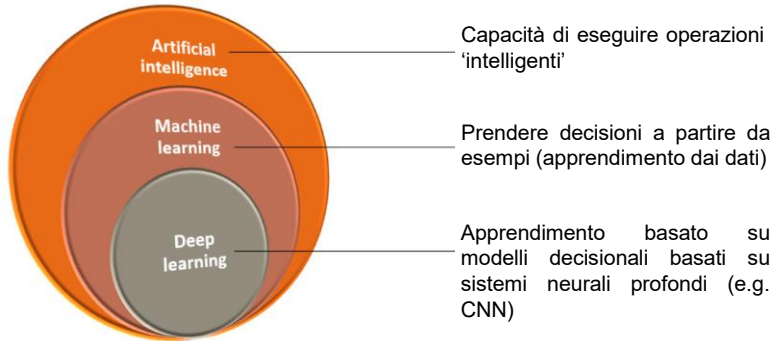 Artificial
intelligence
Capacità di eseguire operazioni
‘intelligenti’
Machine
learning
Prendere decisioni a partire da
esempi (apprendimento dai dati)
Deep
learning
Apprendimento basato su
modelli decisionali basati su
sistemi neurali profondi (e.g.
CNN)